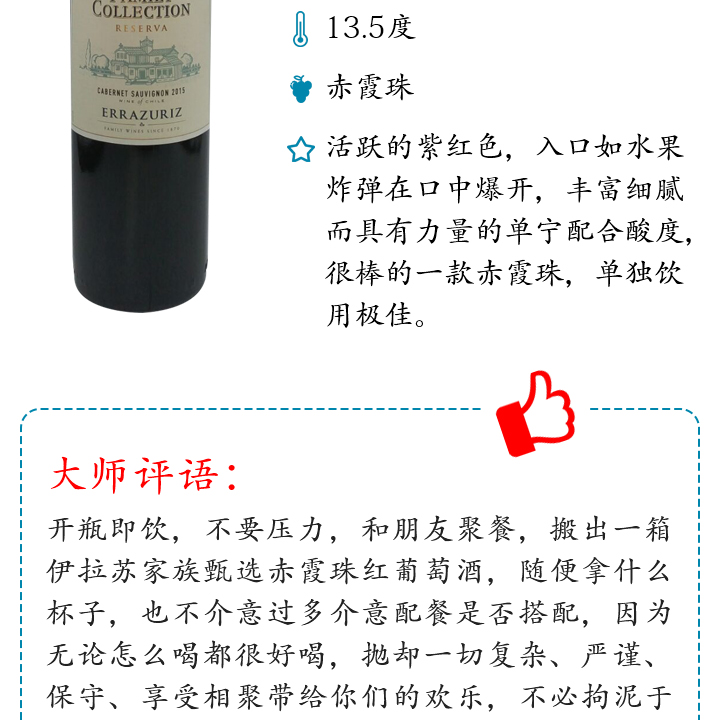 FAMILY
COLLECTION
RESERVA
CABERNET SAUVIGNON 2015
WINE of CHILE
ERRAZURIZ
&
FAMILY WINES SINCE 1870
13.5度
赤霞珠
活跃的紫红色，入口如水果
炸弹在口中爆开，丰富细腻
而具有力量的单宁配合酸度，
很棒的一款赤霞珠，单独饮
用极佳。
大师评语：
开瓶即饮，不要压力，和朋友聚餐，搬出一箱
伊拉苏家族甄选赤霞珠红葡萄酒，随便拿什么
杯子，也不介意过多介意配餐是否搭配，因为
无论怎么喝都很好喝，抛却一切复杂、严谨、
保守、享受相聚带给你们的欢乐，不必拘泥于